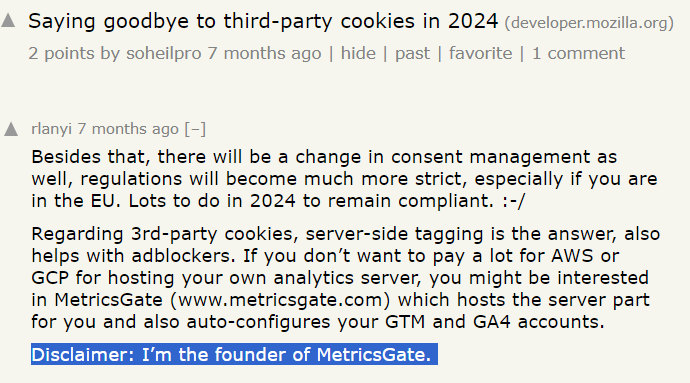 ▲ Saying goodbye to third-party cookies in 2024 (developer.mozilla.org)
2 points by soheilpro 7 months ago | hide | past | favorite | 1 comment
▲ rlanyi 7 months ago [–]
Besides that, there will be a change in consent management as
well, regulations will become much more strict, especially if you are
in the EU. Lots to do in 2024 to remain compliant. :-/
Regarding 3rd-party cookies, server-side tagging is the answer, also
helps with adblockers. If you don’t want to pay a lot for AWS or
GCP for hosting your own analytics server, you might be interested
in MetricsGate (www.metricsgate.com) which hosts the server part
for you and also auto-configures your GTM and GA4 accounts.
Disclaimer: I’m the founder of MetricsGate.